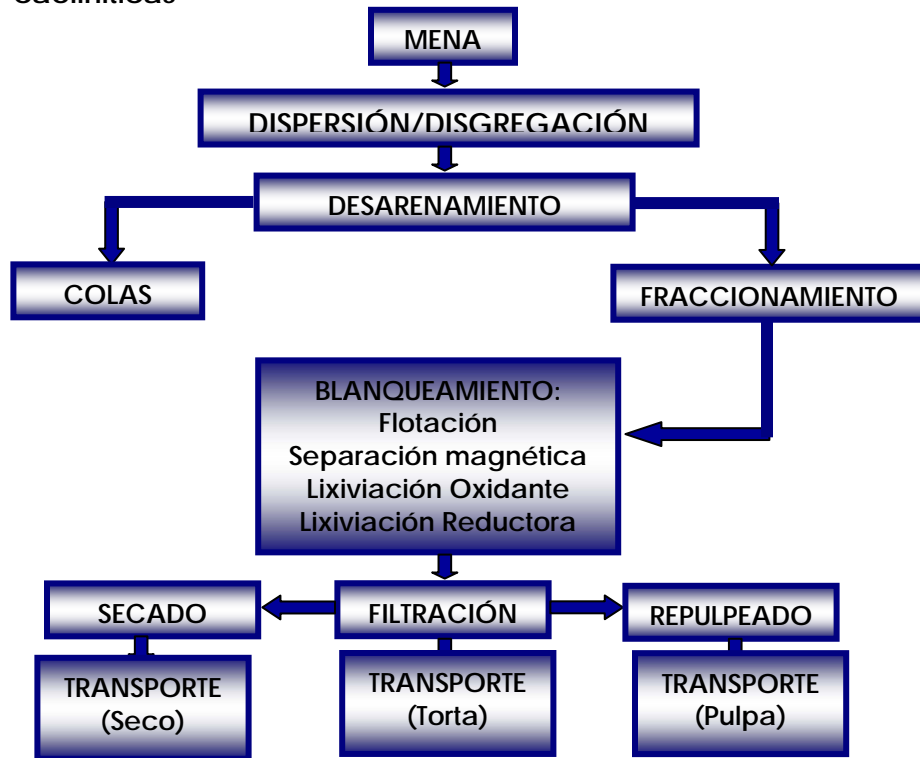 MENA
DISPERSIÓN/DISGREGACIÓN
DESARENAMIENTO
COLAS
FRACCIONAMIENTO
BLANQUEAMIENTO:
Flotación
Separación magnética
Lixiviación Oxidante
Lixiviación Reductora
SECADO
FILTRACIÓN
REPULPEADO
TRANSPORTE
(Seco)
TRANSPORTE
(Torta)
TRANSPORTE
(Pulpa)